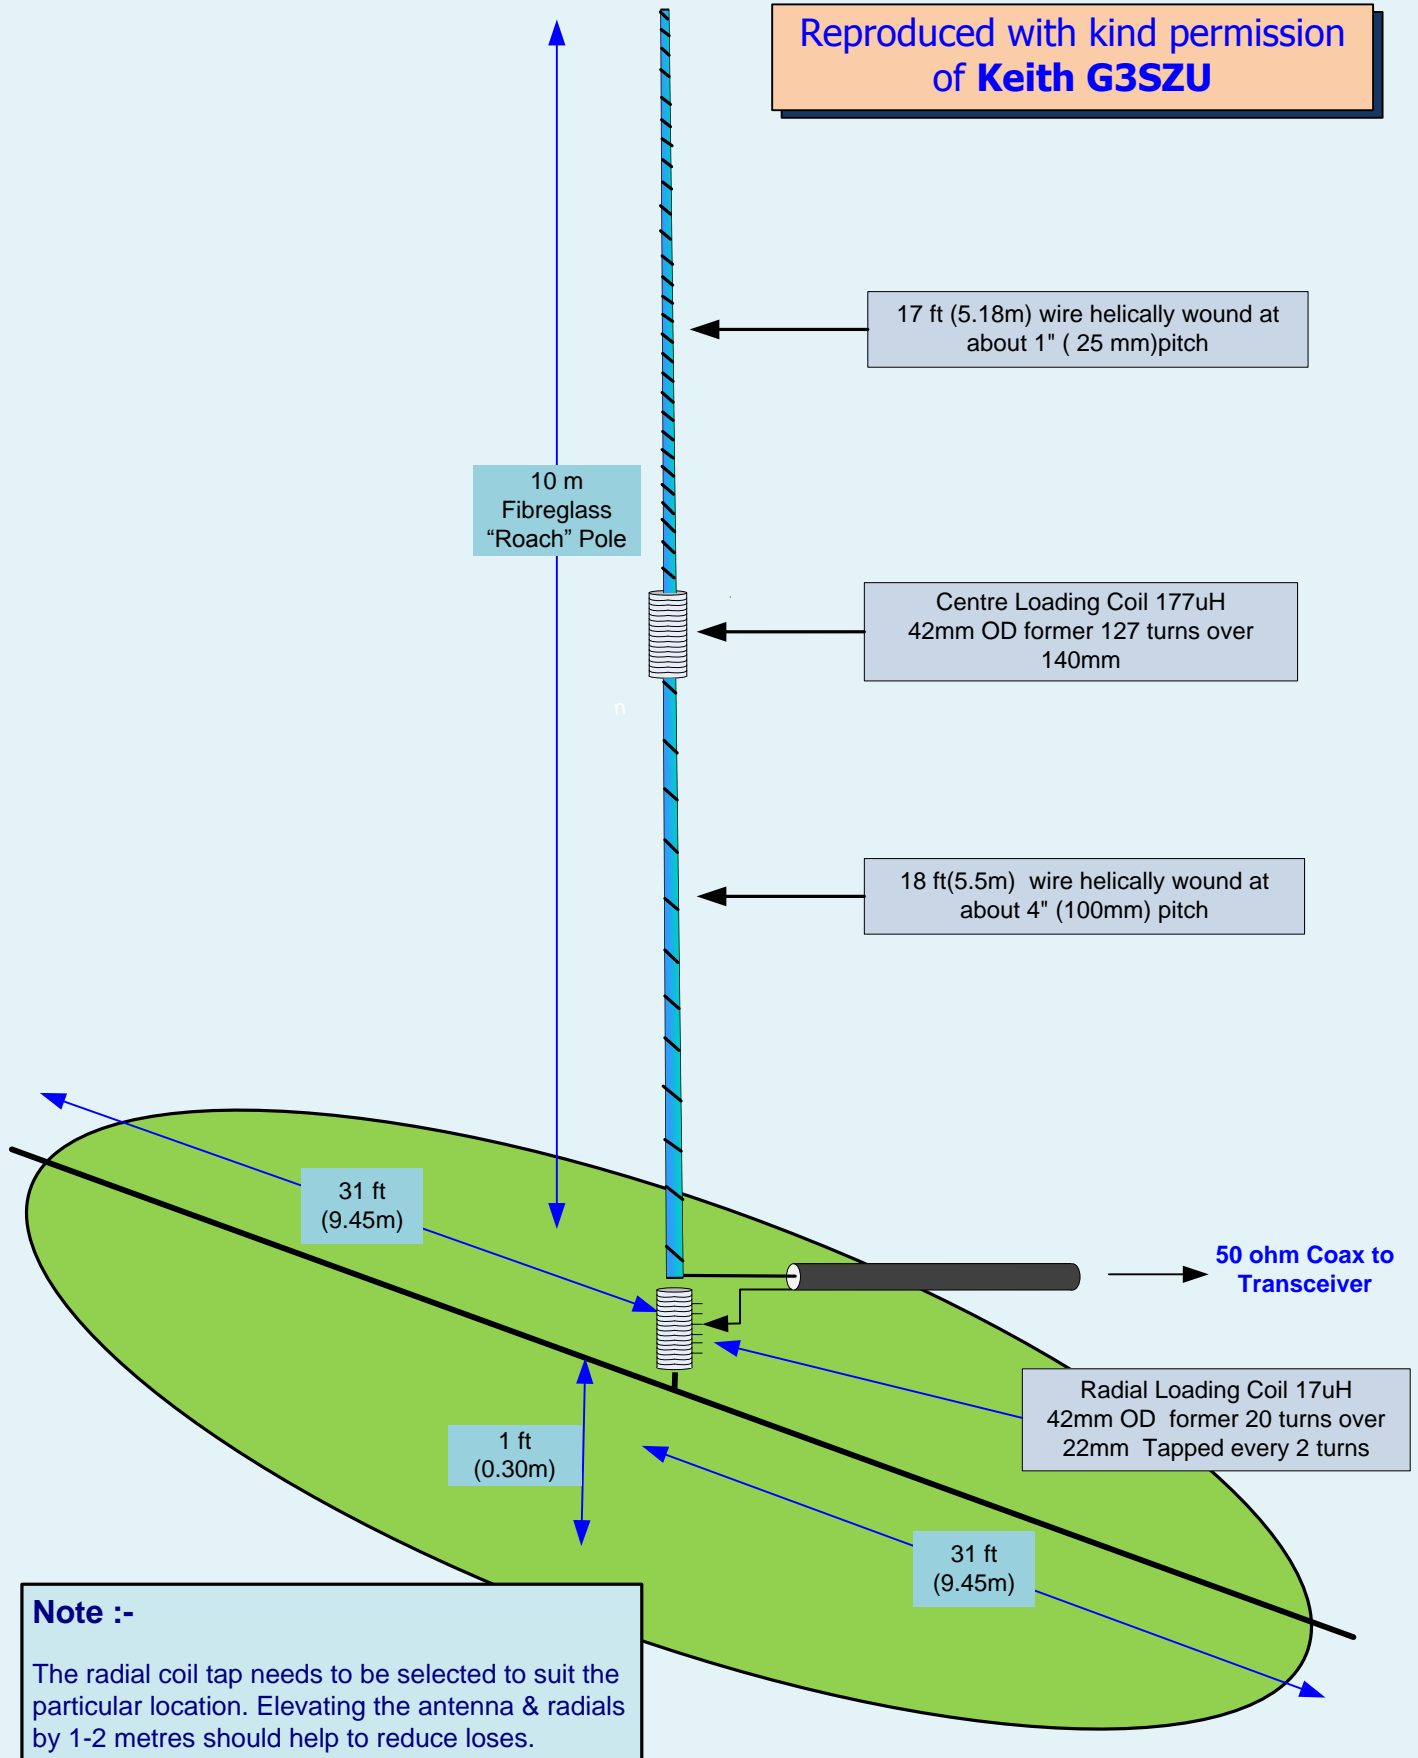 Reproduced with kind permission
of Keith G3SZU
17 ft (5.18m) wire helically wound at
about 1" ( 25 mm)pitch
10 m
Fibreglass
“Roach” Pole
Centre Loading Coil 177uH
42mm OD former 127 turns over
140mm
n
18 ft(5.5m)  wire helically wound at
about 4" (100mm) pitch
31 ft
(9.45m)
50 ohm Coax to
Transceiver
Radial Loading Coil 17uH
42mm OD  former 20 turns over
22mm  Tapped every 2 turns
1 ft
(0.30m)
31 ft
(9.45m)
Note :-
The radial coil tap needs to be selected to suit the
particular location. Elevating the antenna & radials
by 1-2 metres should help to reduce loses.